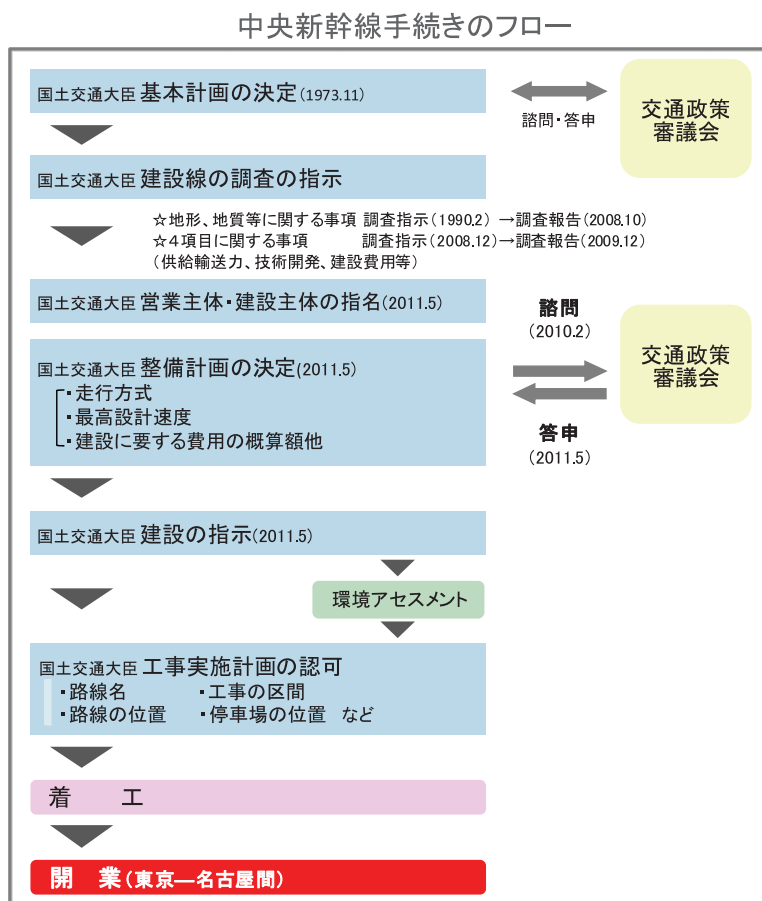 中央新幹線手続きのフロー
国土交通大臣 基本計画の決定(1973.11)
諮問・答申
交通政策
審議会
国土交通大臣 建設線の調査の指示
☆地形、地質等に関する事項 調査指示(1990.2) →調査報告(2008.10)
☆4項目に関する事項 調査指示(2008.12)→調査報告(2009.12)
(供給輸送力、技術開発、建設費用等)
国土交通大臣 営業主体・建設主体の指名(2011.5)
諮問
(2010.2)
交通政策
審議会
国土交通大臣 整備計画の決定(2011.5)
・走行方式
・最高設計速度
・建設に要する費用の概算額他
答申
(2011.5)
国土交通大臣 建設の指示(2011.5)
環境アセスメント
国土交通大臣 工事実施計画の認可
・路線名 ・工事の区間
・路線の位置 ・停車場の位置 など
着 工
開 業(東京―名古屋間)